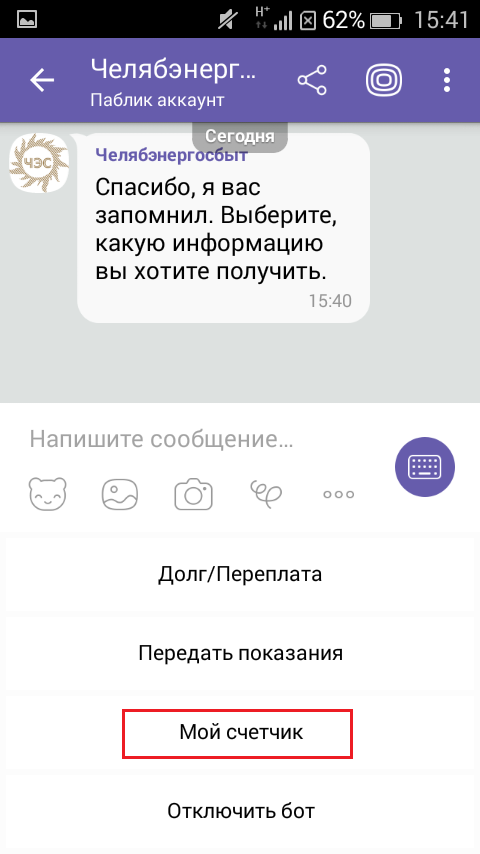 H+ 62% 15:41
Челябэнерг...
Паблик аккаунт
Сегодня
ЧЭС
Челябэнергосбыт
Спасибо, я вас
запомнил. Выберите,
какую информацию
вы хотите получить.
15:40
Напишите сообщение...
Долг/Переплата
Передать показания
Мой счетчик
Отключить бот